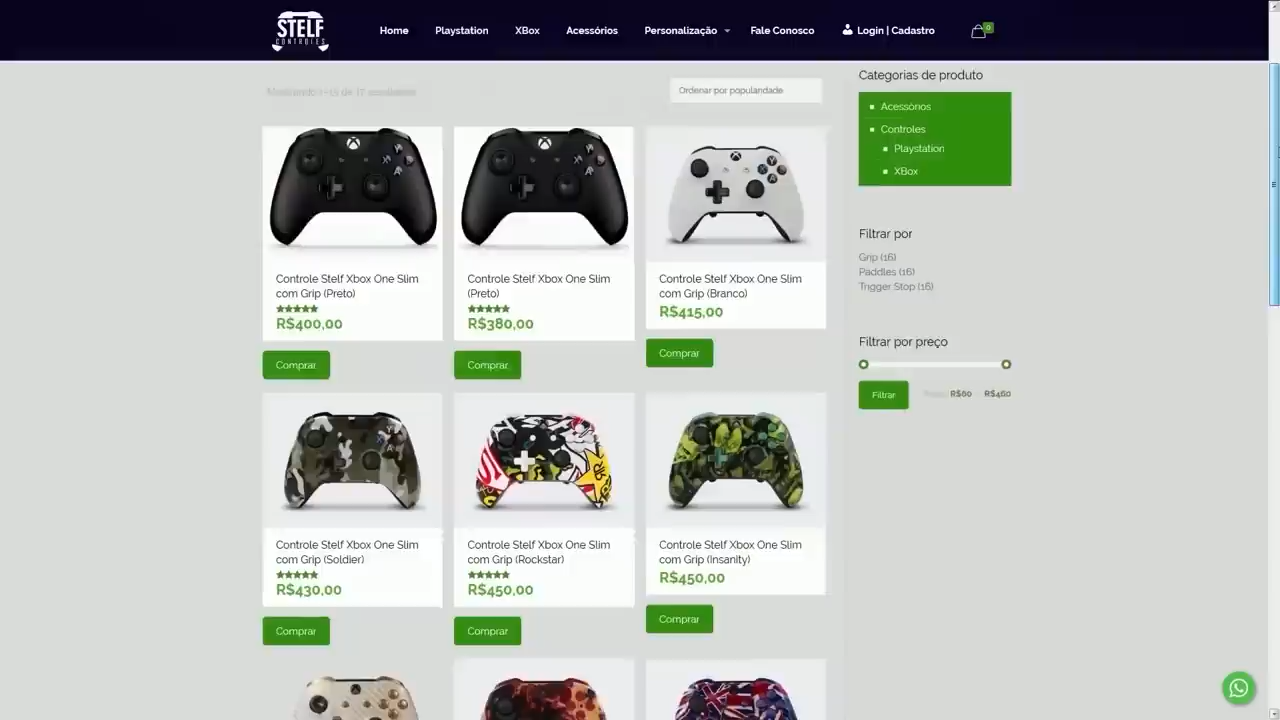 STELF
CONTROLES
Home
Playstation
XBox
Acessórios
Personalização
Fale Conosco
Login | Cadastro
0
Ordenar por popularidade
Categorias de produto
Acessórios
Controles
Playstation
XBox
Filtrar por
Grip (16)
Paddles (16)
Trigger Stop (16)
Filtrar por preço
Filtrar
R$60
R$460
Controle Stelf Xbox One Slim
com Grip (Preto)
R$400,00
Comprar
Controle Stelf Xbox One Slim
(Preto)
R$380,00
Comprar
Controle Stelf Xbox One Slim
com Grip (Branco)
R$415,00
Comprar
Controle Stelf Xbox One Slim
com Grip (Soldier)
R$430,00
Comprar
Controle Stelf Xbox One Slim
com Grip (Rockstar)
R$450,00
Comprar
Controle Stelf Xbox One Slim
com Grip (Insanity)
R$450,00
Comprar